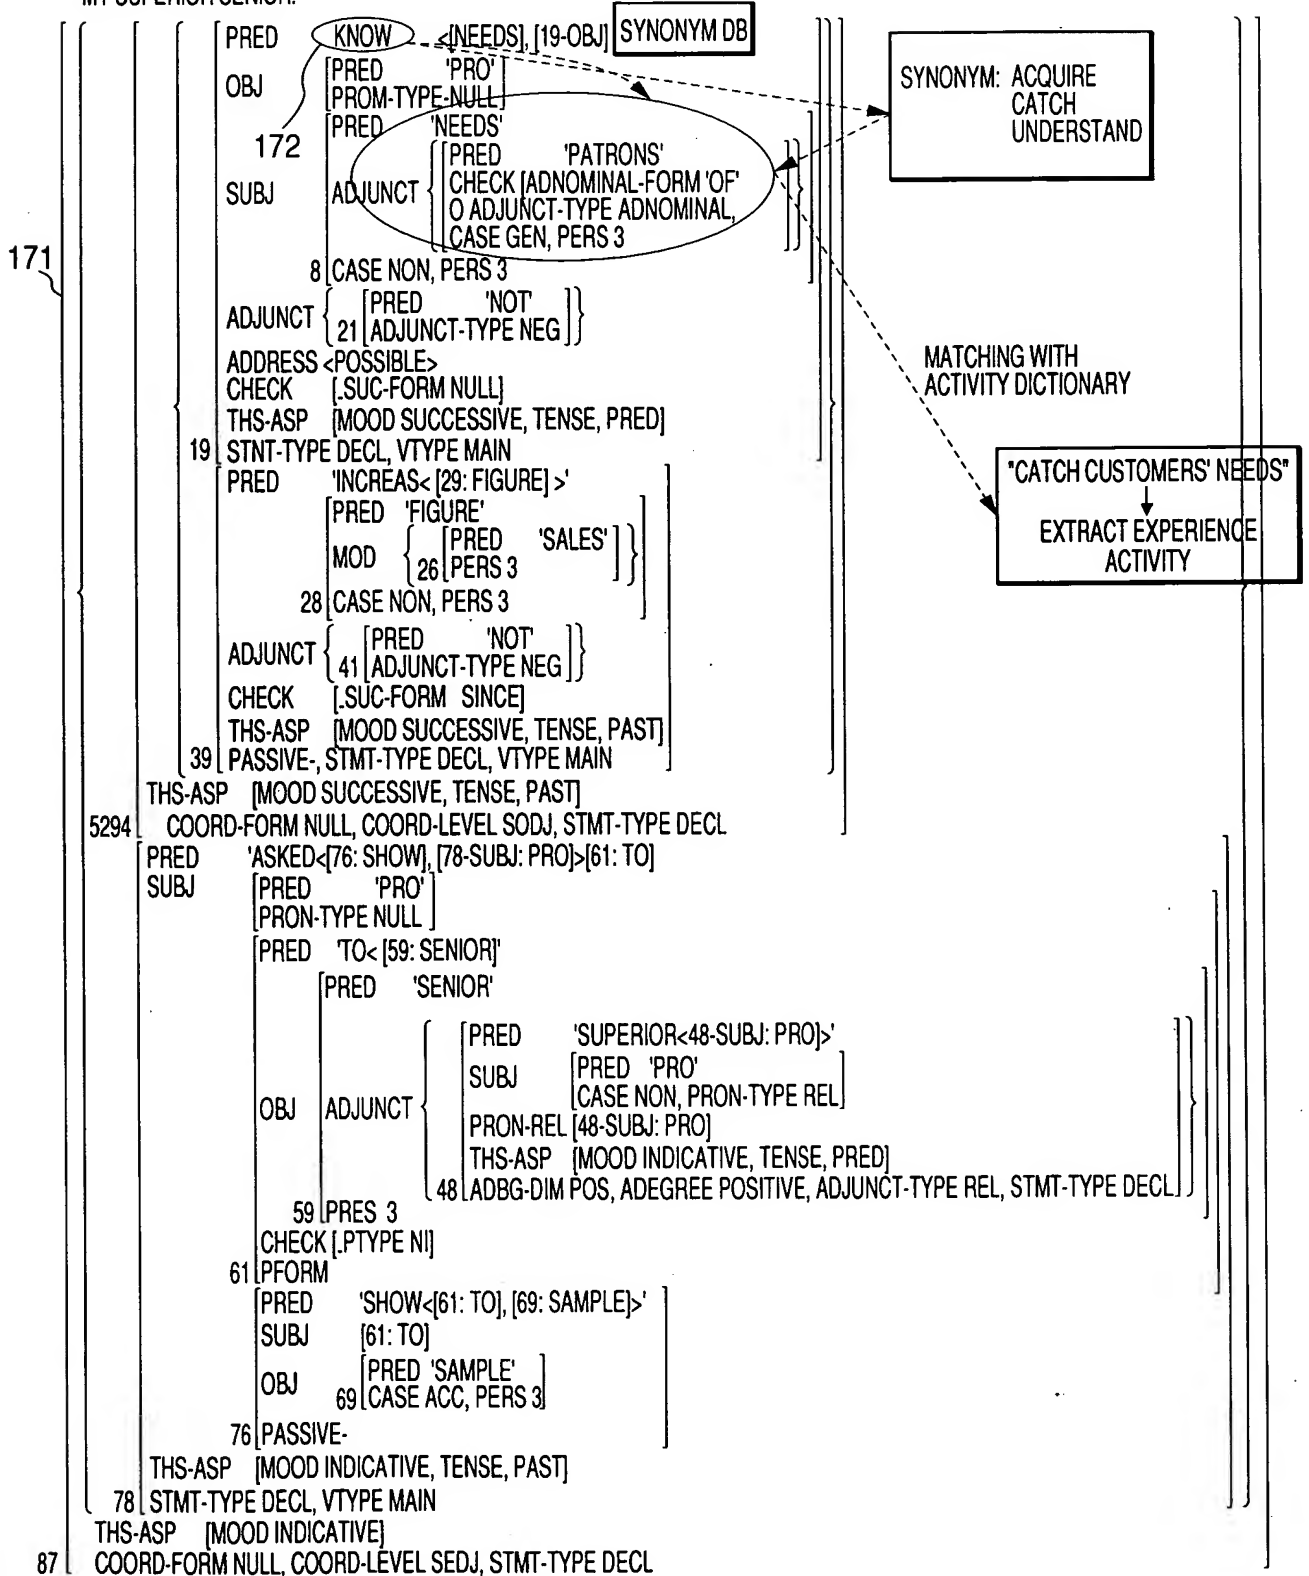 MY SUPERIOR SENIOR.
PRED KNOW <[NEEDS], [19-OBJ] SYNONYM DB
OBJ [PRED 'PRO'
PROM-TYPE-NULL]
172
SYNONYM: ACQUIRE
CATCH
UNDERSTAND
SUBJ [PRED 'NEEDS'
ADJUNCT { [PRED 'PATRONS'
CHECK [ADNOMINAL-FORM 'OF'
O ADJUNCT-TYPE ADNOMINAL,
CASE GEN, PERS 3 ] }
8 [CASE NON, PERS 3 ]
171
ADJUNCT { 21 [PRED 'NOT'
ADJUNCT-TYPE NEG ] }
ADDRESS <POSSIBLE>
CHECK [.SUC-FORM NULL]
THS-ASP [MOOD SUCCESSIVE, TENSE, PRED]
19 [ STNT-TYPE DECL, VTYPE MAIN
MATCHING WITH
ACTIVITY DICTIONARY
"CATCH CUSTOMERS' NEEDS"
EXTRACT EXPERIENCE
ACTIVITY
PRED 'INCREAS< [29: FIGURE] >'
[PRED 'FIGURE'
MOD { 26 [PRED 'SALES'
PERS 3 ] }
28 [CASE NON, PERS 3 ]
ADJUNCT { 41 [PRED 'NOT'
ADJUNCT-TYPE NEG ] }
CHECK [.SUC-FORM SINCE]
THS-ASP [MOOD SUCCESSIVE, TENSE, PAST]
39 [ PASSIVE-, STMT-TYPE DECL, VTYPE MAIN ]
THS-ASP [MOOD SUCCESSIVE, TENSE, PAST]
5294 [ COORD-FORM NULL, COORD-LEVEL SODJ, STMT-TYPE DECL ]
PRED 'ASKED<[76: SHOW], [78-SUBJ: PRO]>[61: TO]
SUBJ [PRED 'PRO'
PRON-TYPE NULL ]
[PRED 'TO< [59: SENIOR]'
[PRED 'SENIOR'
OBJ ADJUNCT { [PRED 'SUPERIOR<48-SUBJ: PRO]>'
SUBJ [PRED 'PRO'
CASE NON, PRON-TYPE REL]
PRON-REL [48-SUBJ: PRO]
THS-ASP [MOOD INDICATIVE, TENSE, PRED]
48 [ADBG-DIM POS, ADEGREE POSITIVE, ADJUNCT-TYPE REL, STMT-TYPE DECL] }
59 [PRES 3
CHECK [.PTYPE NI]
61 [PFORM
[PRED 'SHOW<[61: TO], [69: SAMPLE]>'
SUBJ [61: TO]
OBJ 69 [PRED 'SAMPLE'
CASE ACC, PERS 3]
76 [PASSIVE- ]
THS-ASP [MOOD INDICATIVE, TENSE, PAST]
78 [ STMT-TYPE DECL, VTYPE MAIN
THS-ASP [MOOD INDICATIVE]
87 [ COORD-FORM NULL, COORD-LEVEL SEDJ, STMT-TYPE DECL ]